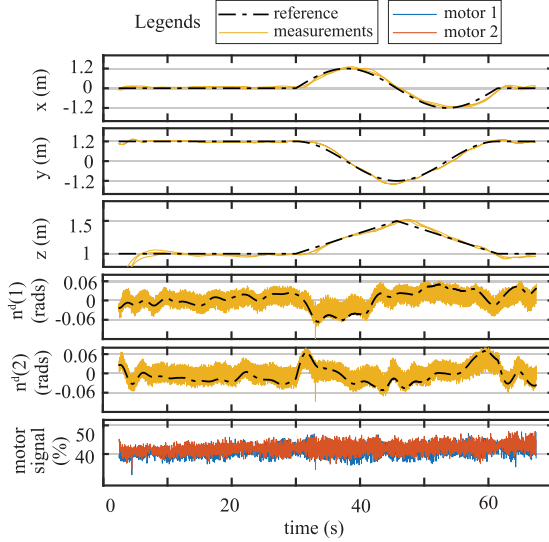 Legends
reference
measurements
motor 1
motor 2
x (m)
1.2
0
-1.2
y (m)
1.2
0
-1.2
z (m)
1.5
1
n^d(1)
(rads)
0.06
0
-0.06
n^d(2)
(rads)
0.06
0
-0.06
motor
signal
(%)
50
40
0
20
40
60
time (s)